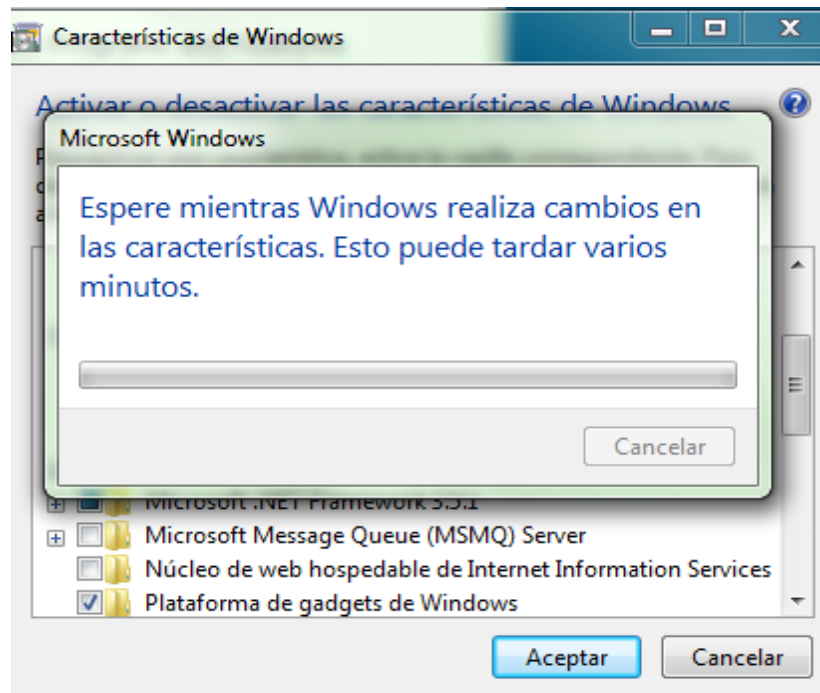 Características de Windows
Activar o desactivar las características de Windows
Microsoft Windows
Espere mientras Windows realiza cambios en
las características. Esto puede tardar varios
minutos.
Cancelar
Microsoft .NET Framework 3.5.1
Microsoft Message Queue (MSMQ) Server
Núcleo de web hospedable de Internet Information Services
Plataforma de gadgets de Windows
Aceptar
Cancelar